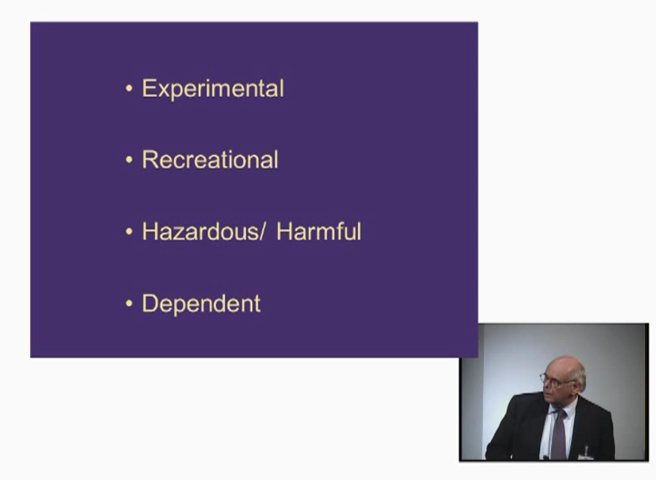 • Experimental
• Recreational
• Hazardous/ Harmful
• Dependent